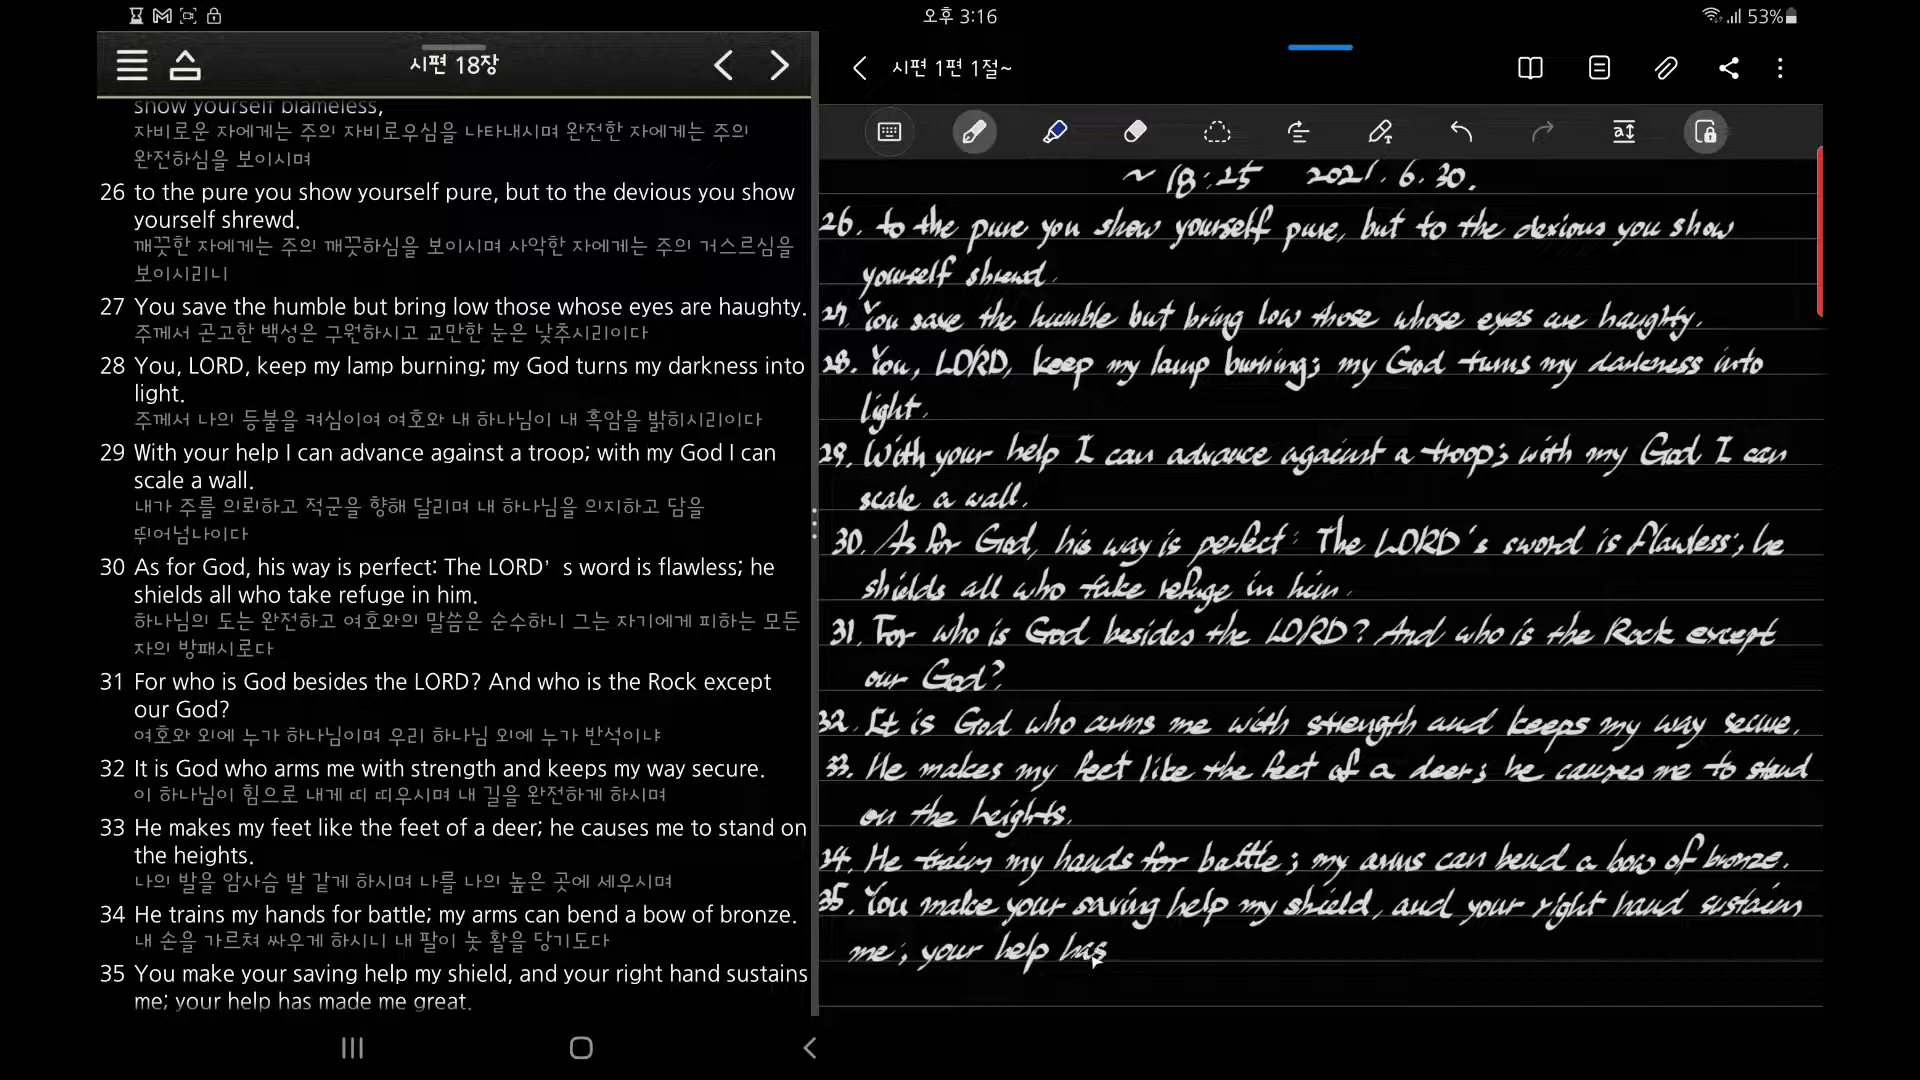 오후 3:16
53%
시편 18장
show yourself blameless,
자비로운 자에게는 주의 자비로우심을 나타내시며 완전한 자에게는 주의
완전하심을 보이시며
26 to the pure you show yourself pure, but to the devious you show
yourself shrewd.
깨끗한 자에게는 주의 깨끗하심을 보이시며 사악한 자에게는 주의 거스르심을
보이시리니
27 You save the humble but bring low those whose eyes are haughty.
주께서 곤고한 백성은 구원하시고 교만한 눈은 낮추시리이다
28 You, LORD, keep my lamp burning; my God turns my darkness into
light.
주께서 나의 등불을 켜심이여 여호와 내 하나님이 내 흑암을 밝히시리이다
29 With your help I can advance against a troop; with my God I can
scale a wall.
내가 주를 의뢰하고 적군을 향해 달리며 내 하나님을 의지하고 담을
뛰어넘나이다
30 As for God, his way is perfect: The LORD’s word is flawless; he
shields all who take refuge in him.
하나님의 도는 완전하고 여호와의 말씀은 순수하니 그는 자기에게 피하는 모든
자의 방패시로다
31 For who is God besides the LORD? And who is the Rock except
our God?
여호와 외에 누가 하나님이며 우리 하나님 외에 누가 반석이냐
32 It is God who arms me with strength and keeps my way secure.
이 하나님이 힘으로 내게 띠 띠우시며 내 길을 완전하게 하시며
33 He makes my feet like the feet of a deer; he causes me to stand on
the heights.
나의 발을 암사슴 발 같게 하시며 나를 나의 높은 곳에 세우시며
34 He trains my hands for battle; my arms can bend a bow of bronze.
내 손을 가르쳐 싸우게 하시니 내 팔이 놋 활을 당기도다
35 You make your saving help my shield, and your right hand sustains
me; your help has made me great.
시편 1편 1절~
~ 18:25 2021. 6. 30.
26. to the pure you show yourself pure, but to the devious you show
yourself shrewd.
27. You save the humble but bring low those whose eyes are haughty.
28. You, LORD, keep my lamp burning; my God turns my darkness into
light.
29. With your help I can advance against a troop; with my God I can
scale a wall.
30. As for God, his way is perfect: The LORD's sword is flawless; he
shields all who take refuge in him.
31. For who is God besides the LORD? And who is the Rock except
our God?
32. It is God who arms me with strength and keeps my way secure.
33. He makes my feet like the feet of a deer; he causes me to stand
on the heights.
34. He trains my hands for battle; my arms can bend a bow of bronze.
35. You make your saving help my shield, and your right hand sustains
me; your help has